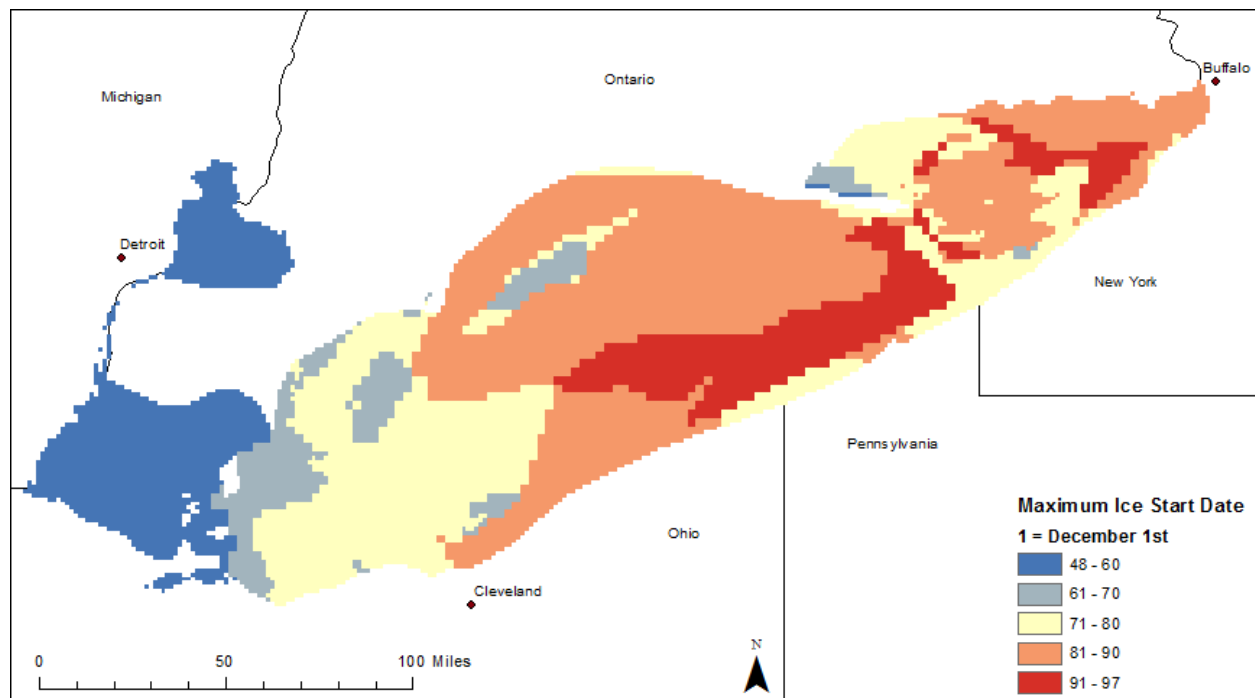 Buffalo
Ontario
Michigan
Detroit
New York
Pennsylvania
Ohio
Cleveland
Maximum Ice Start Date
1 = December 1st
48 - 60
61 - 70
71 - 80
81 - 90
91 - 97
N
0 50 100 Miles